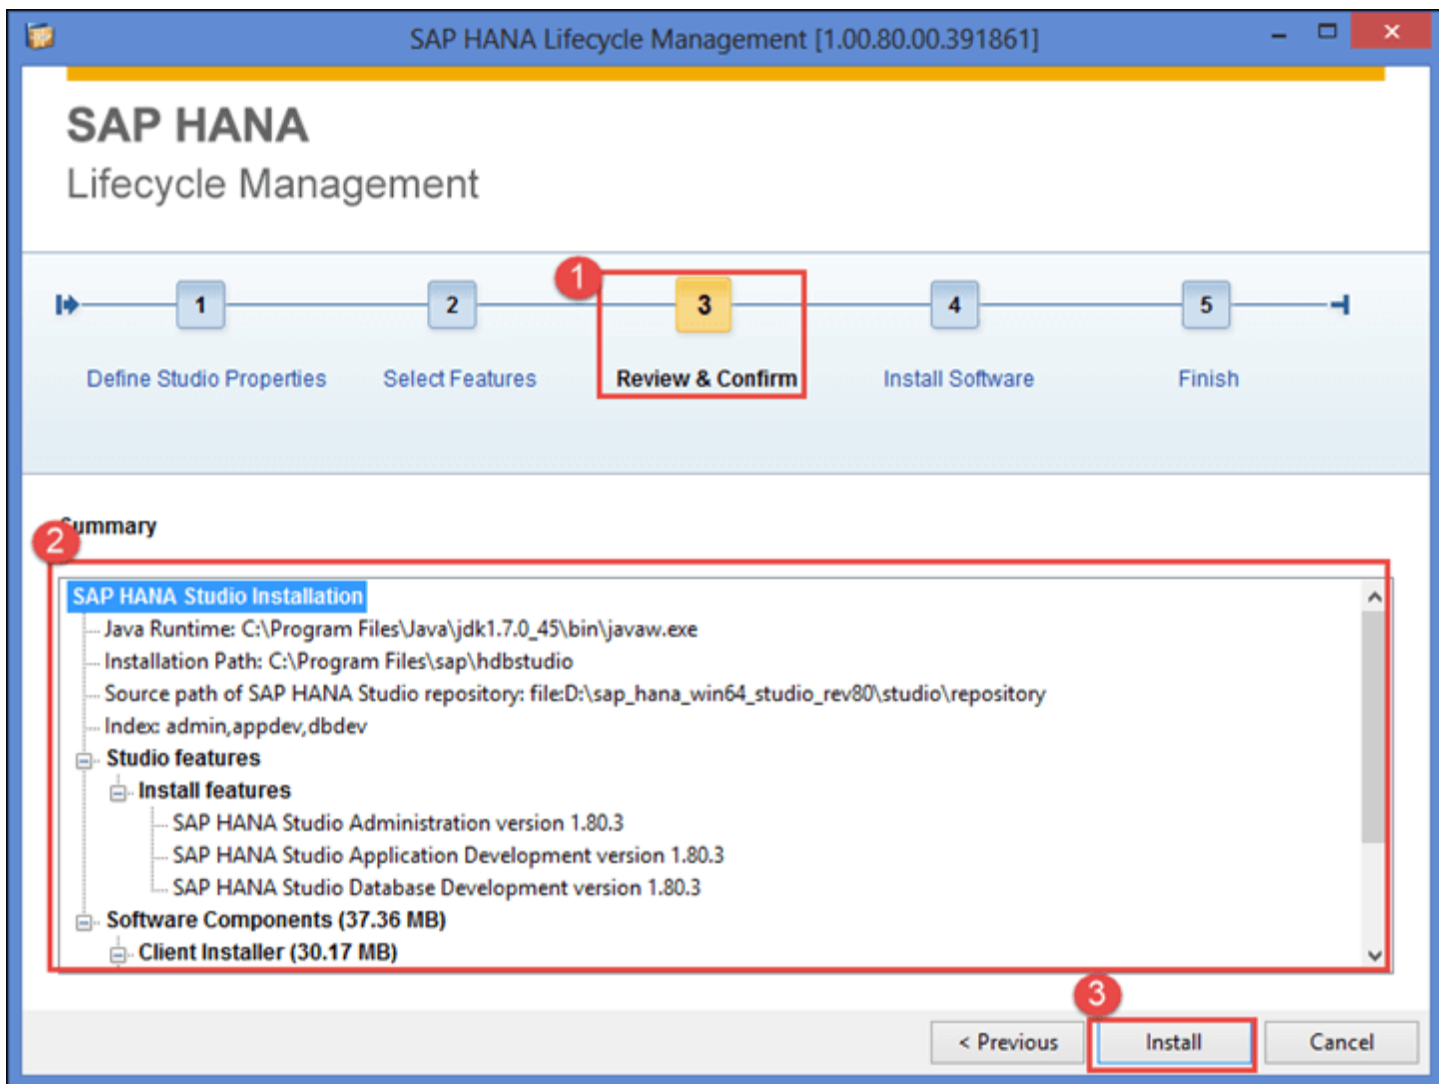 SAP HANA Lifecycle Management [1.00.80.00.391861]
SAP HANA
Lifecycle Management
1
1
2
3
4
5
Define Studio Properties
Select Features
Review & Confirm
Install Software
Finish
Summary
2
SAP HANA Studio Installation
Java Runtime: C:\Program Files\Java\jdk1.7.0_45\bin\javaw.exe
Installation Path: C:\Program Files\sap\hdbstudio
Source path of SAP HANA Studio repository: file:D:\sap_hana_win64_studio_rev80\studio\repository
Index: admin,appdev,dbdev
Studio features
Install features
SAP HANA Studio Administration version 1.80.3
SAP HANA Studio Application Development version 1.80.3
SAP HANA Studio Database Development version 1.80.3
Software Components (37.36 MB)
Client Installer (30.17 MB)
3
< Previous
Install
Cancel